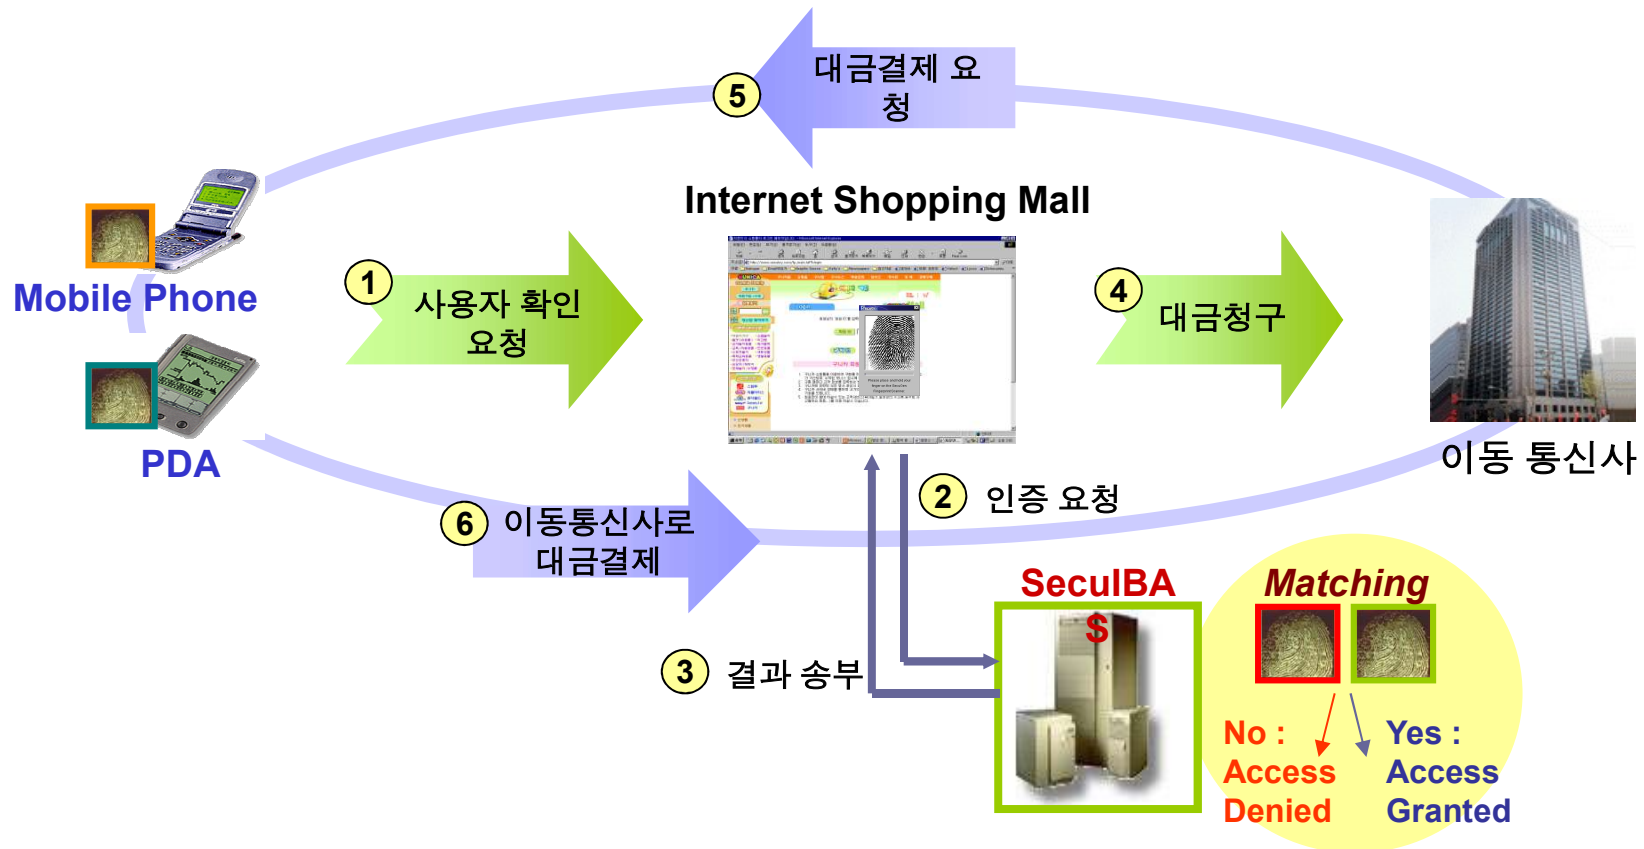 5
대금결제 요
청
Internet Shopping Mall
Mobile Phone
1
사용자 확인
요청
4
대금청구
PDA
이동 통신사
2
인증 요청
6
이동통신사로
대금결제
SecuIBA
S
Matching
3
결과 송부
No :
Access
Denied
Yes :
Access
Granted